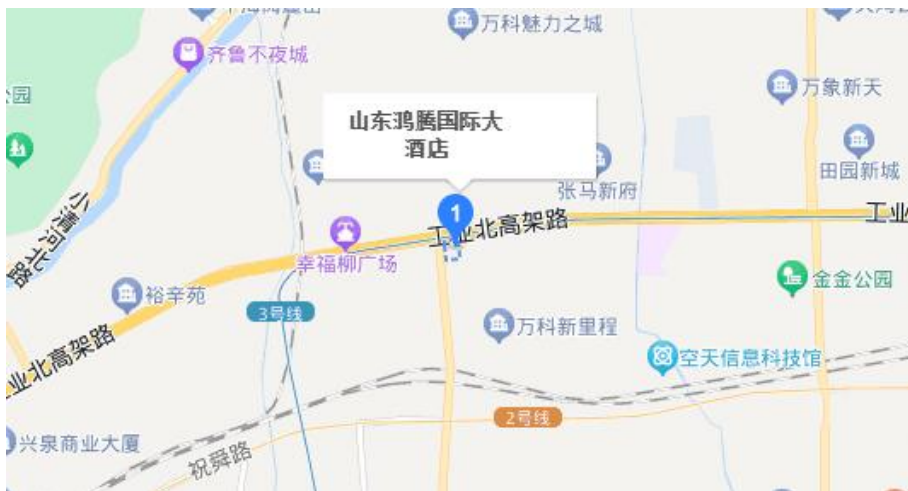 万科魅力之城
齐鲁不夜城
万象新天
公园
山东鸿腾国际大
酒店
田园新城
张马新府
小清河北路
工业北高架路
工业
幸福柳广场
金金公园
裕辛苑
3号线
万科新里程
业北高架路
空天信息科技馆
2号线
兴泉商业大厦
祝舜路
1